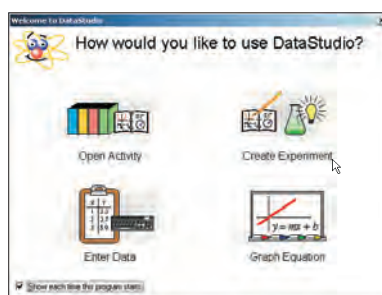 Welcome to DataStudio
How would you like to use DataStudio?
Open Activity
Create Experiment
Enter Data
y = mx + b
Graph Equation
Show each time the program starts